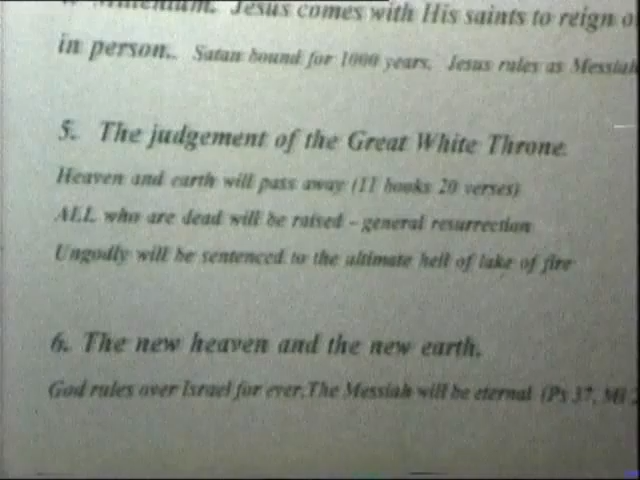 Millenium. Jesus comes with His saints to reign o
in person.. Satan bound for 1000 years. Jesus rules as Messiah
5. The judgement of the Great White Throne.
Heaven and earth will pass away (11 books 20 verses)
ALL who are dead will be raised - general resurrection
Ungodly will be sentenced to the ultimate hell of lake of fire
6. The new heaven and the new earth.
God rules over Israel for ever.The Messiah will be eternal (Ps 37,